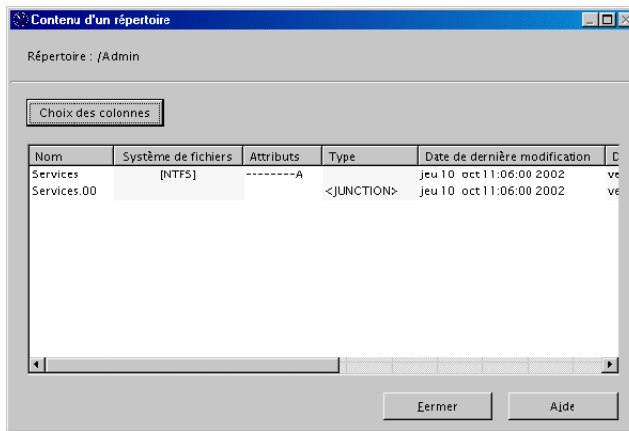 Contenu d'un répertoire
Répertoire : /Admin
Choix des colonnes
Nom Système de fichiers Attributs Type Date de dernière modification D
Services [NTFS] --------A jeu 10 oct 11:06:00 2002 ve
Services.00 <JUNCTION> jeu 10 oct 11:06:00 2002 ve
Fermer Aide